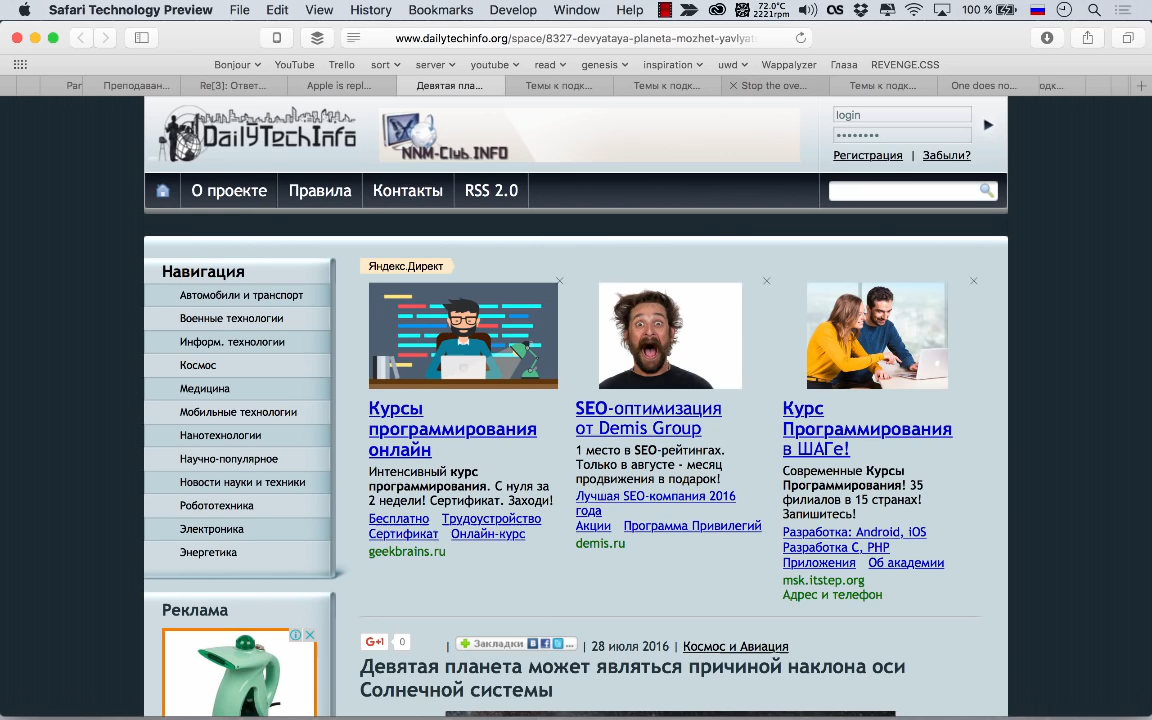 Safari Technology Preview File Edit View History Bookmarks Develop Window Help 72.0°C 2221rpm 100 %
www.dailytechinfo.org/space/8327-devyataya-planeta-mozhet-yavlyat
Bonjour YouTube Trello sort server youtube read genesis inspiration uwd Wappalyzer Глаза REVENGE.CSS
Преподаван... Re[3]: Ответ... Apple is repl... Девятая пла... Темы к подк... Темы к подк... Stop the ove... Темы к подк... One does no... одк...
DailyTechInfo
NNM-Club.INFO
login
Регистрация | Забыли?
О проекте Правила Контакты RSS 2.0
Навигация
Автомобили и транспорт
Военные технологии
Информ. технологии
Космос
Медицина
Мобильные технологии
Нанотехнологии
Научно-популярное
Новости науки и техники
Робототехника
Электроника
Энергетика
Реклама
Яндекс.Директ
Курсы
программирования
онлайн
Интенсивный курс
программирования. С нуля за
2 недели! Сертификат. Заходи!
Бесплатно Трудоустройство
Сертификат Онлайн-курс
geekbrains.ru
SEO-оптимизация
от Demis Group
1 место в SEO-рейтингах.
Только в августе - месяц
продвижения в подарок!
Лучшая SEO-компания 2016
года
Акции Программа Привилегий
demis.ru
Курс
Программирования
в ШАГе!
Современные Курсы
Программирования! 35
филиалов в 15 странах!
Запишитесь!
Разработка: Android, iOS
Разработка C, PHP
Приложения Об академии
msk.itstep.org
Адрес и телефон
G+1 0 | Закладки ... | 28 июля 2016 | Космос и Авиация
Девятая планета может являться причиной наклона оси
Солнечной системы